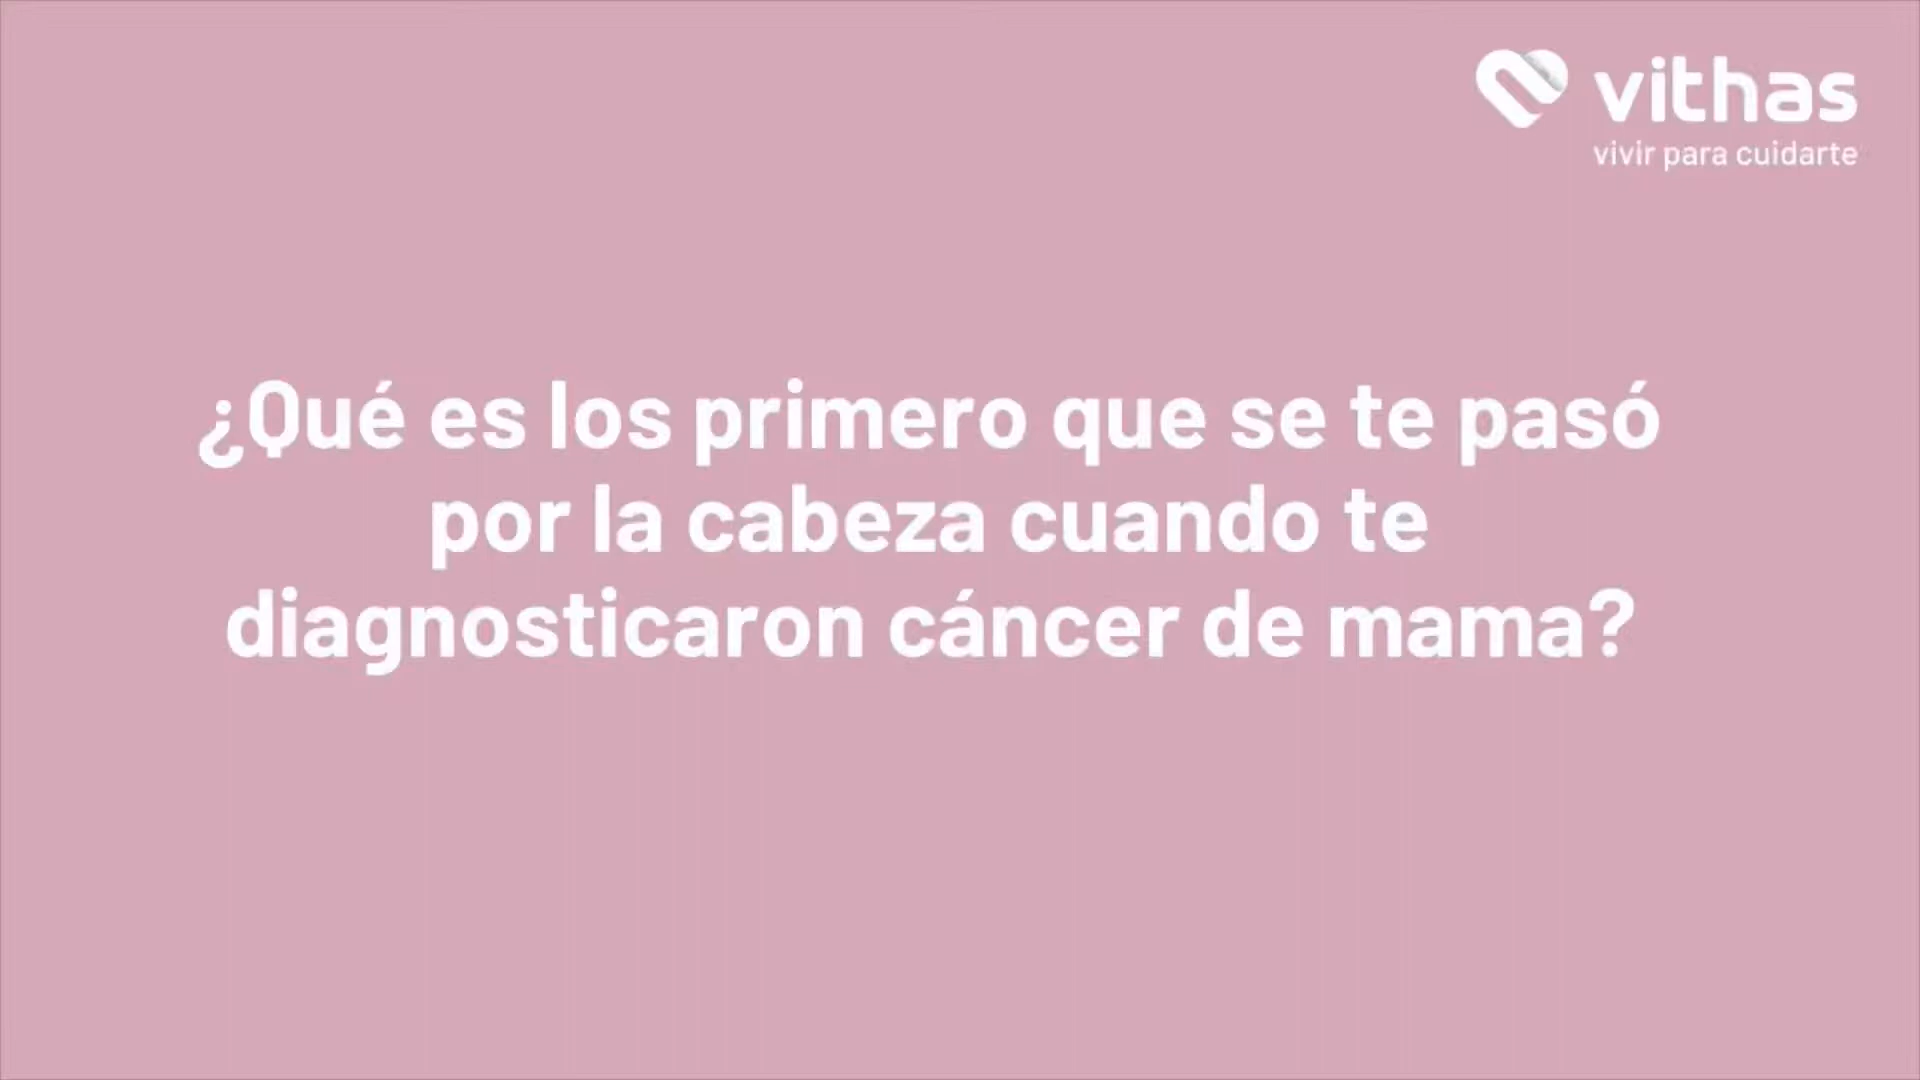 vithas
vivir para cuidarte
¿Qué es los primero que se te pasó
por la cabeza cuando te
diagnosticaron cáncer de mama?